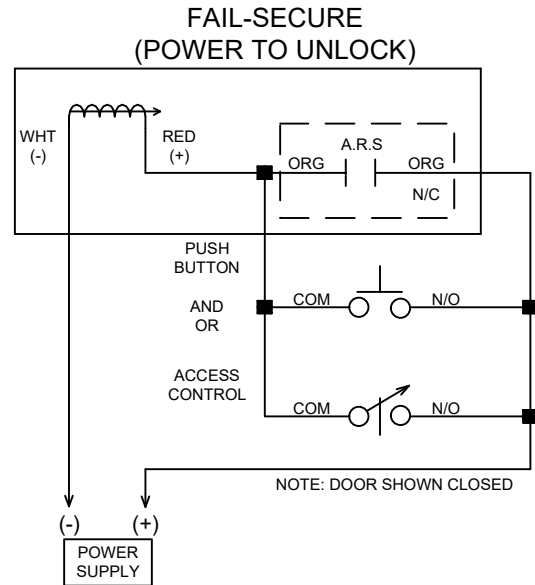 FAIL-SECURE
(POWER TO UNLOCK)
WHT
(-)
RED
(+)
A.R.S
ORG
ORG
N/C
PUSH
BUTTON
AND
OR
COM
N/O
ACCESS
CONTROL
COM
N/O
NOTE: DOOR SHOWN CLOSED
(-)
(+)
POWER
SUPPLY